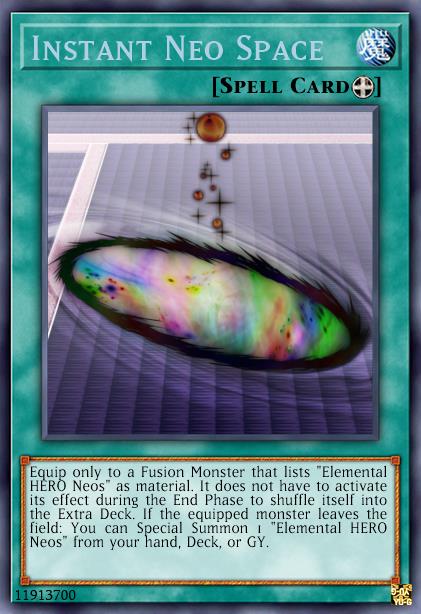 Instant Neo Space
[Spell Card]
Equip only to a Fusion Monster that lists "Elemental
HERO Neos" as material. It does not have to activate
its effect during the End Phase to shuffle itself into
the Extra Deck. If the equipped monster leaves the
field: You can Special Summon 1 "Elemental HERO
Neos" from your hand, Deck, or GY.
11913700